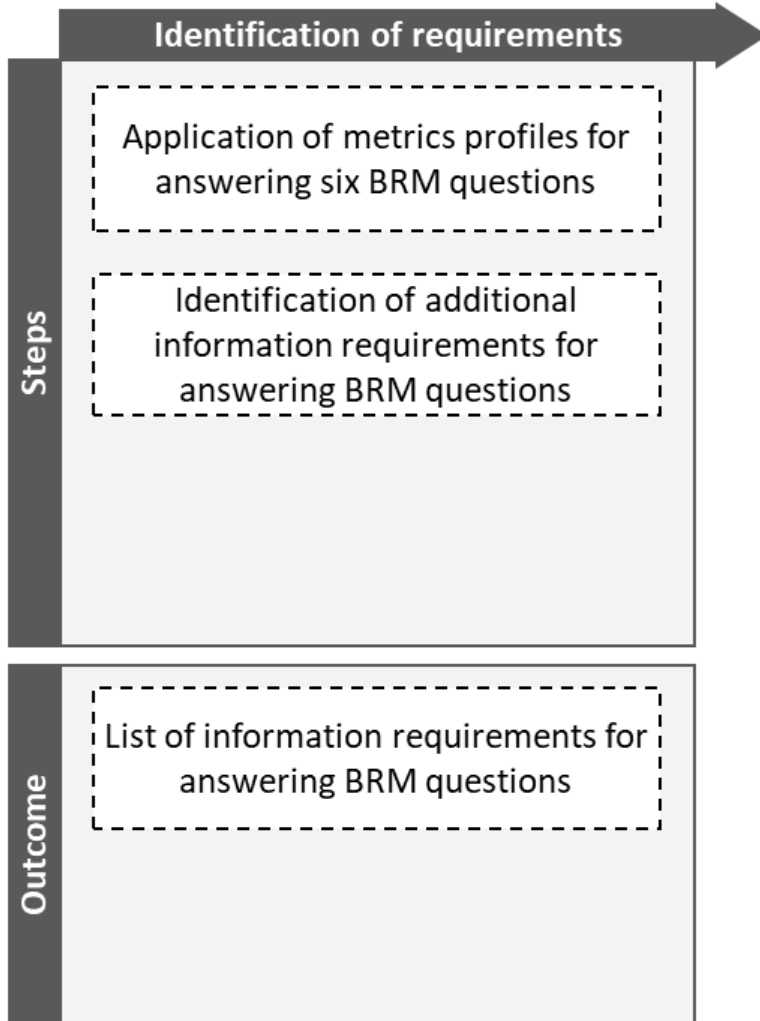 Identification of requirements
Steps
Application of metrics profiles for
answering six BRM questions
Identification of additional
information requirements for
answering BRM questions
Outcome
List of information requirements for
answering BRM questions